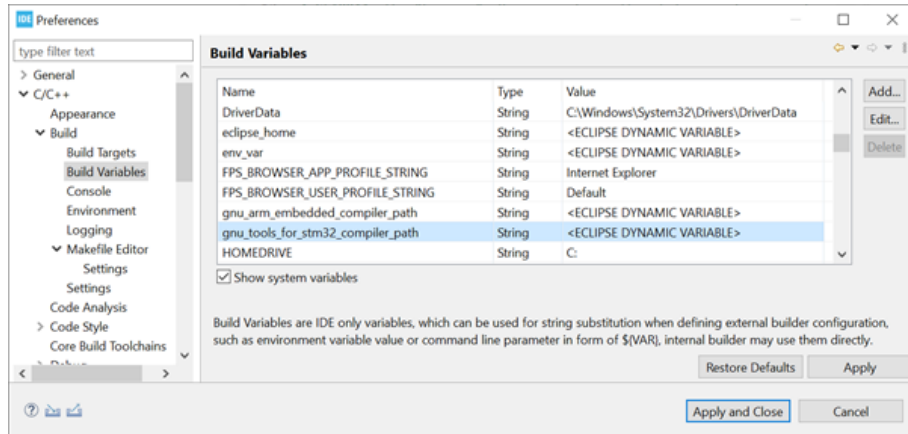 IDE Preferences
type filter text
General
C/C++
Appearance
Build
Build Targets
Build Variables
Console
Environment
Logging
Makefile Editor
Settings
Settings
Code Analysis
Code Style
Core Build Toolchains
Debug
Build Variables
Name Type Value
DriverData String C:\Windows\System32\Drivers\DriverData
eclipse_home String <ECLIPSE DYNAMIC VARIABLE>
env_var String <ECLIPSE DYNAMIC VARIABLE>
FPS_BROWSER_APP_PROFILE_STRING String Internet Explorer
FPS_BROWSER_USER_PROFILE_STRING String Default
gnu_arm_embedded_compiler_path String <ECLIPSE DYNAMIC VARIABLE>
gnu_tools_for_stm32_compiler_path String <ECLIPSE DYNAMIC VARIABLE>
HOMEDRIVE String C:
Add...
Edit...
Delete
Show system variables
Build Variables are IDE only variables, which can be used for string substitution when defining external builder configuration,
such as environment variable value or command line parameter in form of ${VAR}, internal builder may use them directly.
Restore Defaults Apply
Apply and Close Cancel